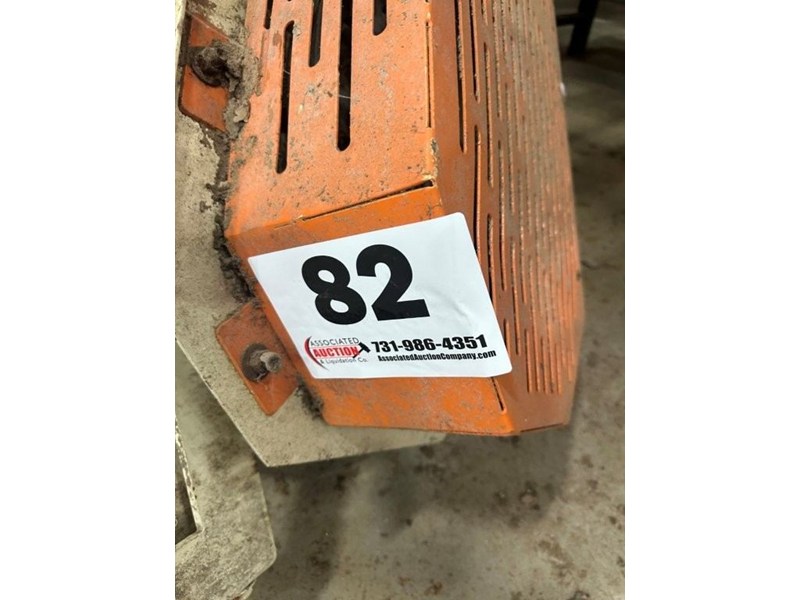 82
ASSOCIATED
AUCTION
& Liquidation Co.
731-986-4351
AssociatedAuctionCompany.com